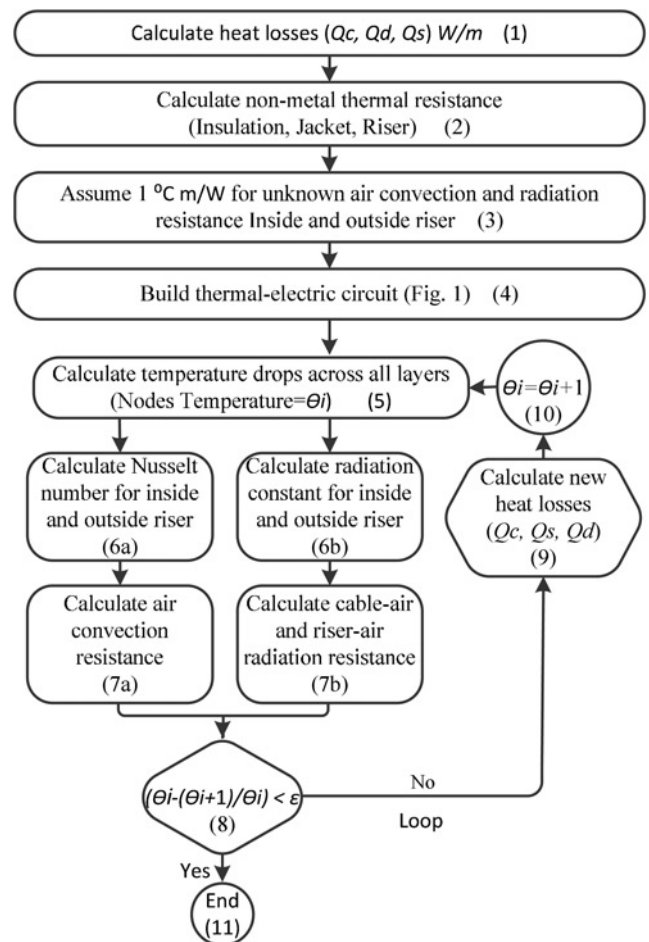 Calculate heat losses (Qc, Qd, Qs) W/m (1)
Calculate non-metal thermal resistance
(Insulation, Jacket, Riser) (2)
Assume 1 ⁰C m/W for unknown air convection and radiation
resistance Inside and outside riser (3)
Build thermal-electric circuit (Fig. 1) (4)
Calculate temperature drops across all layers
(Nodes Temperature=ϴi) (5)
ϴi=ϴi+1
(10)
Calculate Nusselt
number for inside
and outside riser
(6a)
Calculate radiation
constant for inside
and outside riser
(6b)
Calculate new
heat losses
(Qc, Qs, Qd)
(9)
Calculate air
convection
resistance
(7a)
Calculate cable-air
and riser-air
radiation resistance
(7b)
(ϴi-(ϴi+1)/ϴi) < ε
(8)
No
Loop
Yes
End
(11)